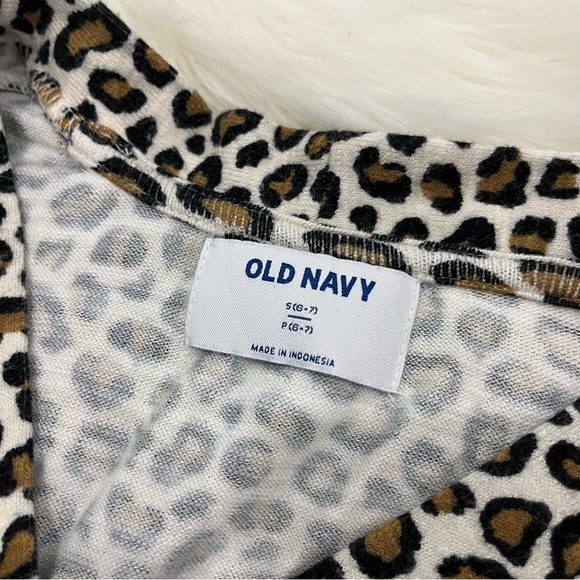 OLD NAVY
S(6-7)
P(6-7)
MADE IN INDONESIA